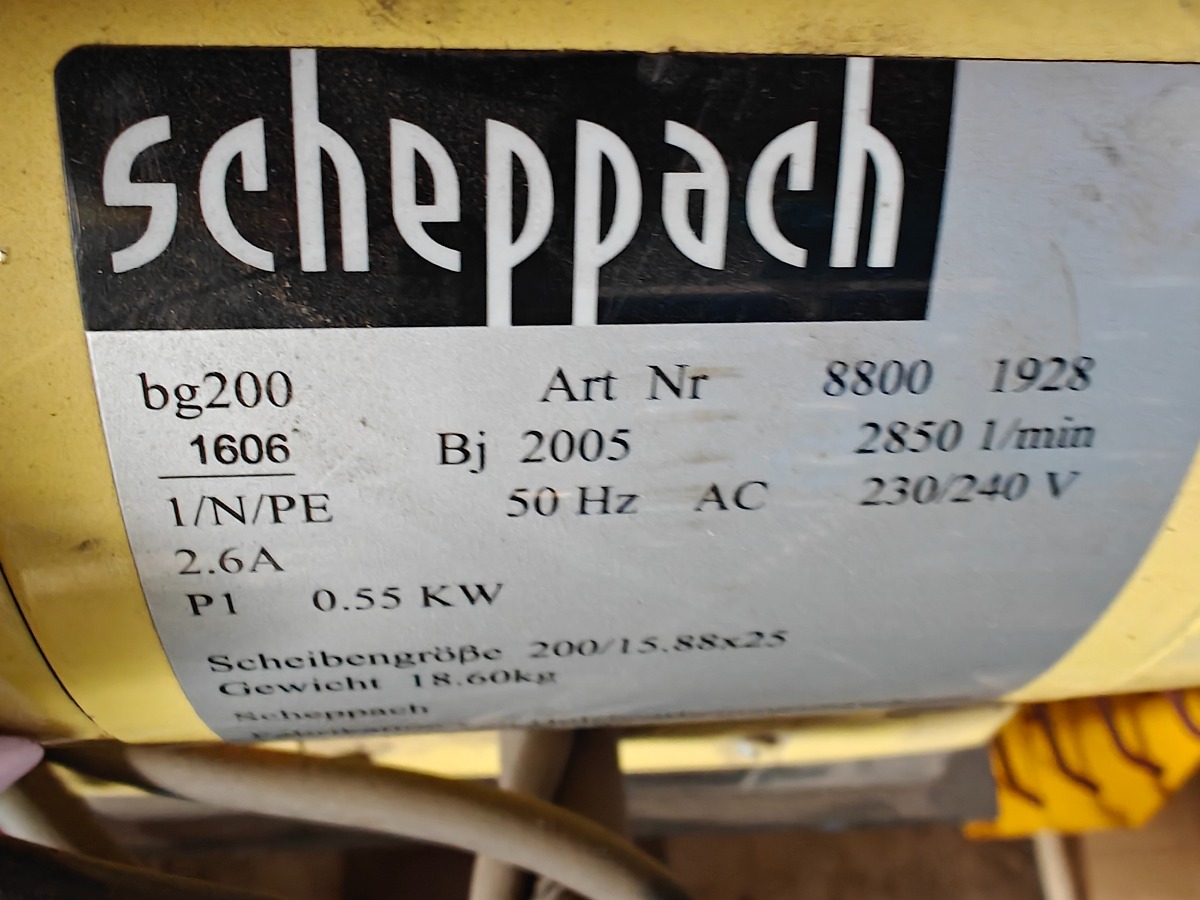 scheppach
bg200 Art Nr 8800 1928
1606 Bj 2005 2850 1/min
1/N/PE 50 Hz AC 230/240 V
2.6A
P1 0.55 KW
Scheibengröße 200/15.88x25
Gewicht 18.60kg
Scheppach